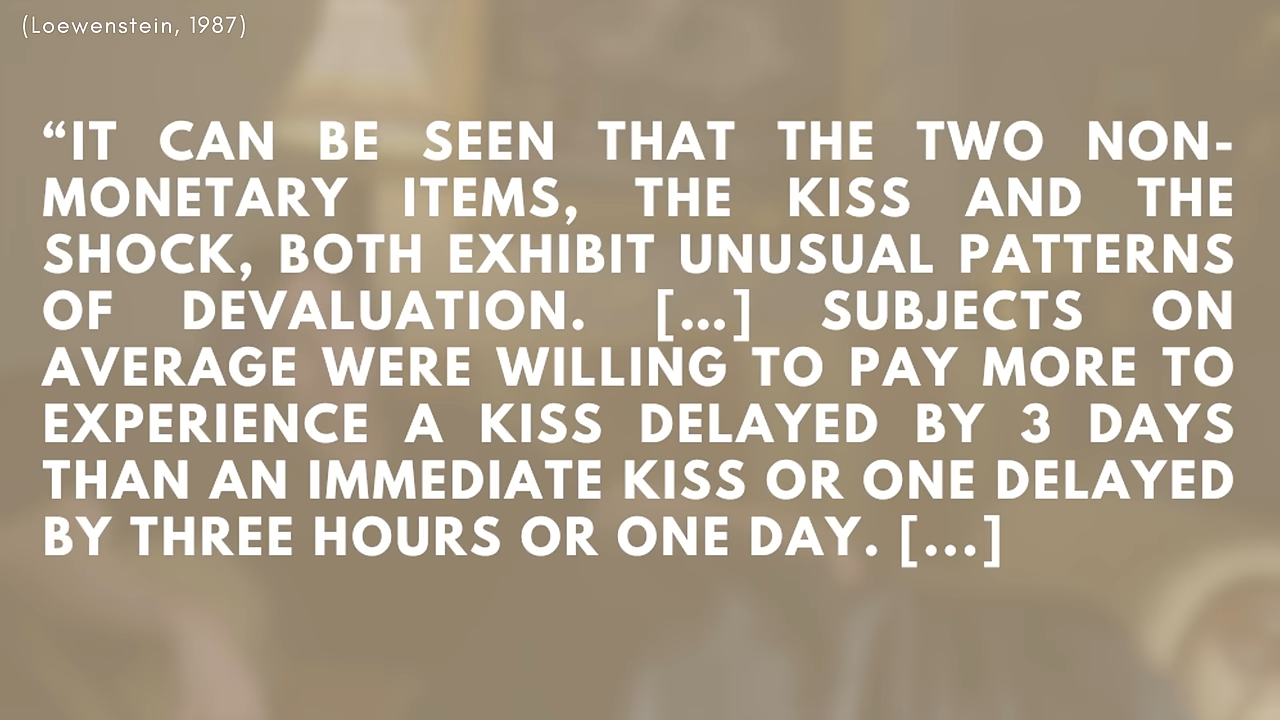 (Loewenstein, 1987)
“IT CAN BE SEEN THAT THE TWO NON-
MONETARY ITEMS, THE KISS AND THE
SHOCK, BOTH EXHIBIT UNUSUAL PATTERNS
OF DEVALUATION. [...] SUBJECTS ON
AVERAGE WERE WILLING TO PAY MORE TO
EXPERIENCE A KISS DELAYED BY 3 DAYS
THAN AN IMMEDIATE KISS OR ONE DELAYED
BY THREE HOURS OR ONE DAY. [...]